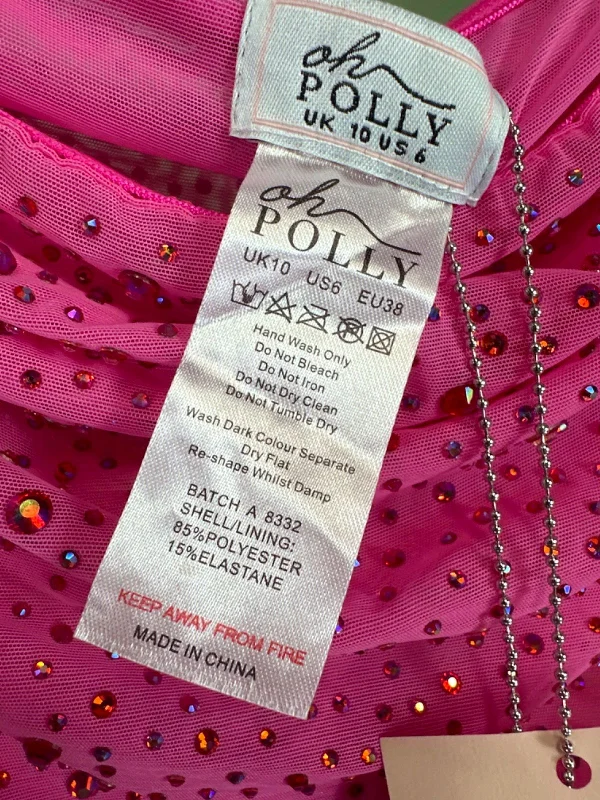 oh
POLLY
UK 10 US 6
oh
POLLY
UK10 US6 EU38
Hand Wash Only
Do Not Bleach
Do Not Iron
Do Not Dry Clean
Do Not Tumble Dry
Wash Dark Colour Separate
Dry Flat
Re-shape Whilst Damp
BATCH A 8332
SHELL/LINING:
85%POLYESTER
15%ELASTANE
KEEP AWAY FROM FIRE
MADE IN CHINA